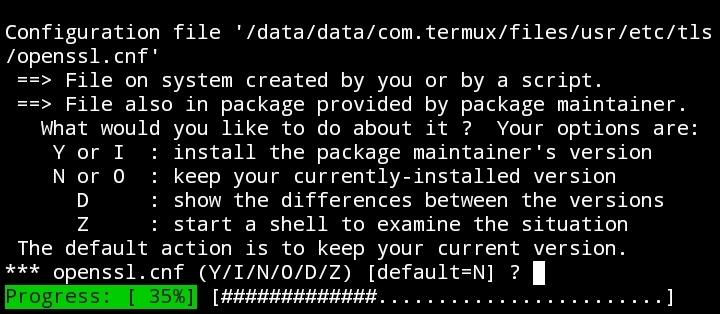 Configuration file '/data/data/com.termux/files/usr/etc/tls
/openssl.cnf'
 ==> File on system created by you or by a script.
 ==> File also in package provided by package maintainer.
   What would you like to do about it ?  Your options are:
    Y or I  : install the package maintainer's version
    N or O  : keep your currently-installed version
      D     : show the differences between the versions
      Z     : start a shell to examine the situation
 The default action is to keep your current version.
*** openssl.cnf (Y/I/N/O/D/Z) [default=N] ?
Progress: [ 35%] [#############........................]